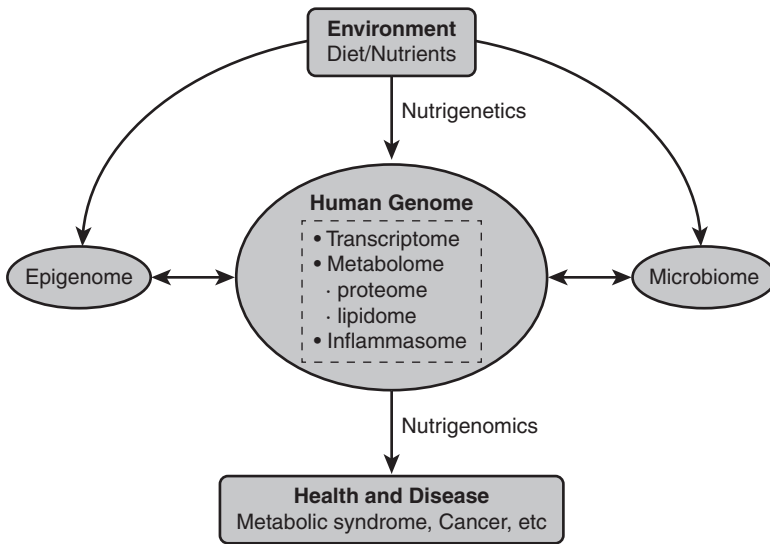 Environment
Diet/Nutrients
Nutrigenetics
Human Genome
• Transcriptome
• Metabolome
· proteome
· lipidome
• Inflammasome
Epigenome
Microbiome
Nutrigenomics
Health and Disease
Metabolic syndrome, Cancer, etc